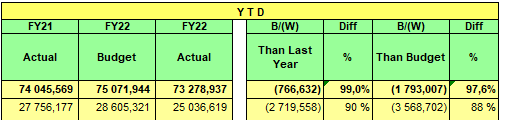 Y T D
FY21 FY22 FY22 B/(W) Diff B/(W) Diff
Actual Budget Actual Than Last Year % Than Budget %
74 045,569 75 071,944 73 278,937 (766,632) 99,0% (1 793,007) 97,6%
27 756,177 28 605,321 25 036,619 (2 719,558) 90 % (3 568,702) 88 %